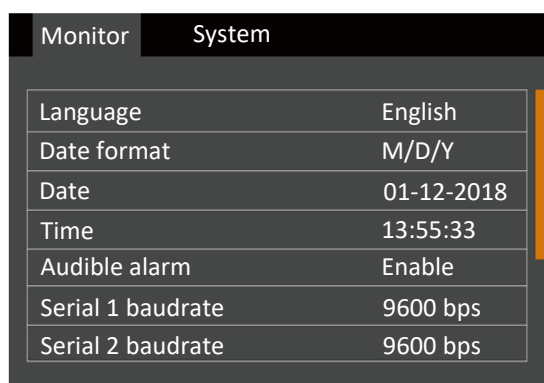 Monitor System
Language English
Date format M/D/Y
Date 01-12-2018
Time 13:55:33
Audible alarm Enable
Serial 1 baudrate 9600 bps
Serial 2 baudrate 9600 bps